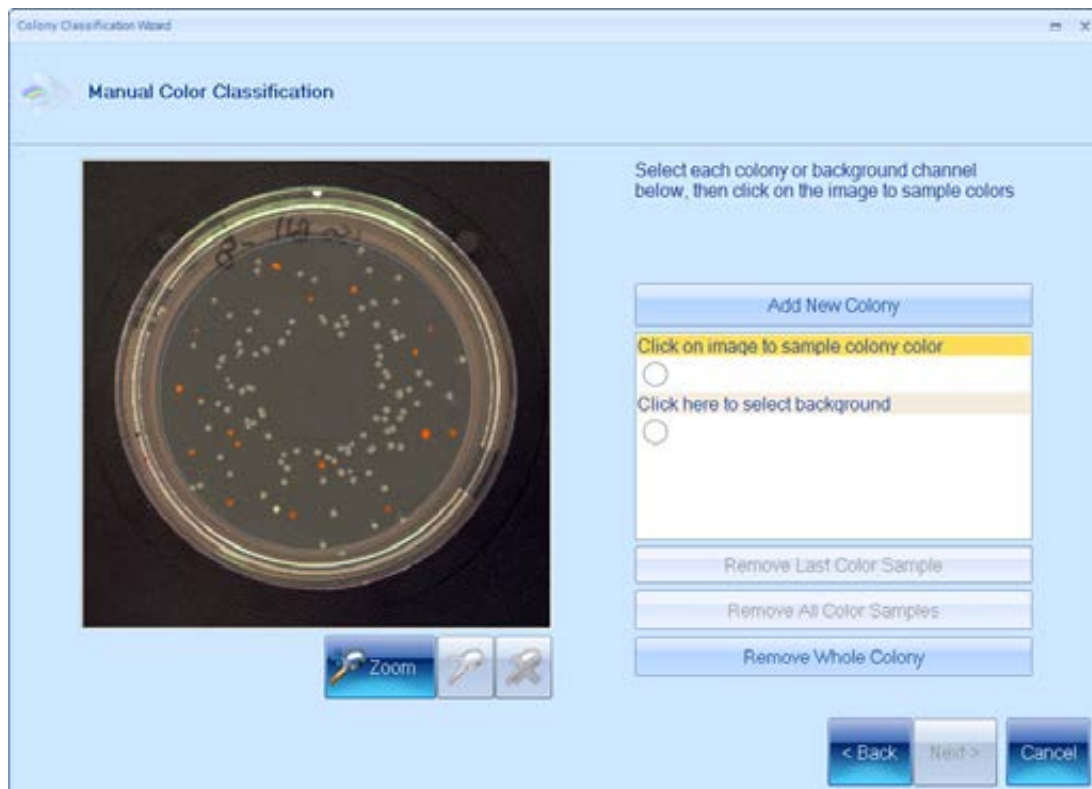 Colony Classification Wizard
Manual Color Classification
Select each colony or background channel
below, then click on the image to sample colors
Add New Colony
Click on image to sample colony color
Click here to select background
Remove Last Color Sample
Remove All Color Samples
Remove Whole Colony
Zoom
< Back
Next >
Cancel